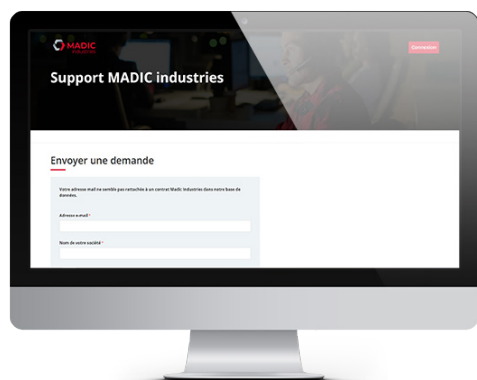 MADIC
industries
Connexion
Support MADIC industries
Envoyer une demande
Votre adresse mail ne semble pas rattachée à un contrat Madic Industries dans notre base de
données.
Adresse e-mail *
Nom de votre société *